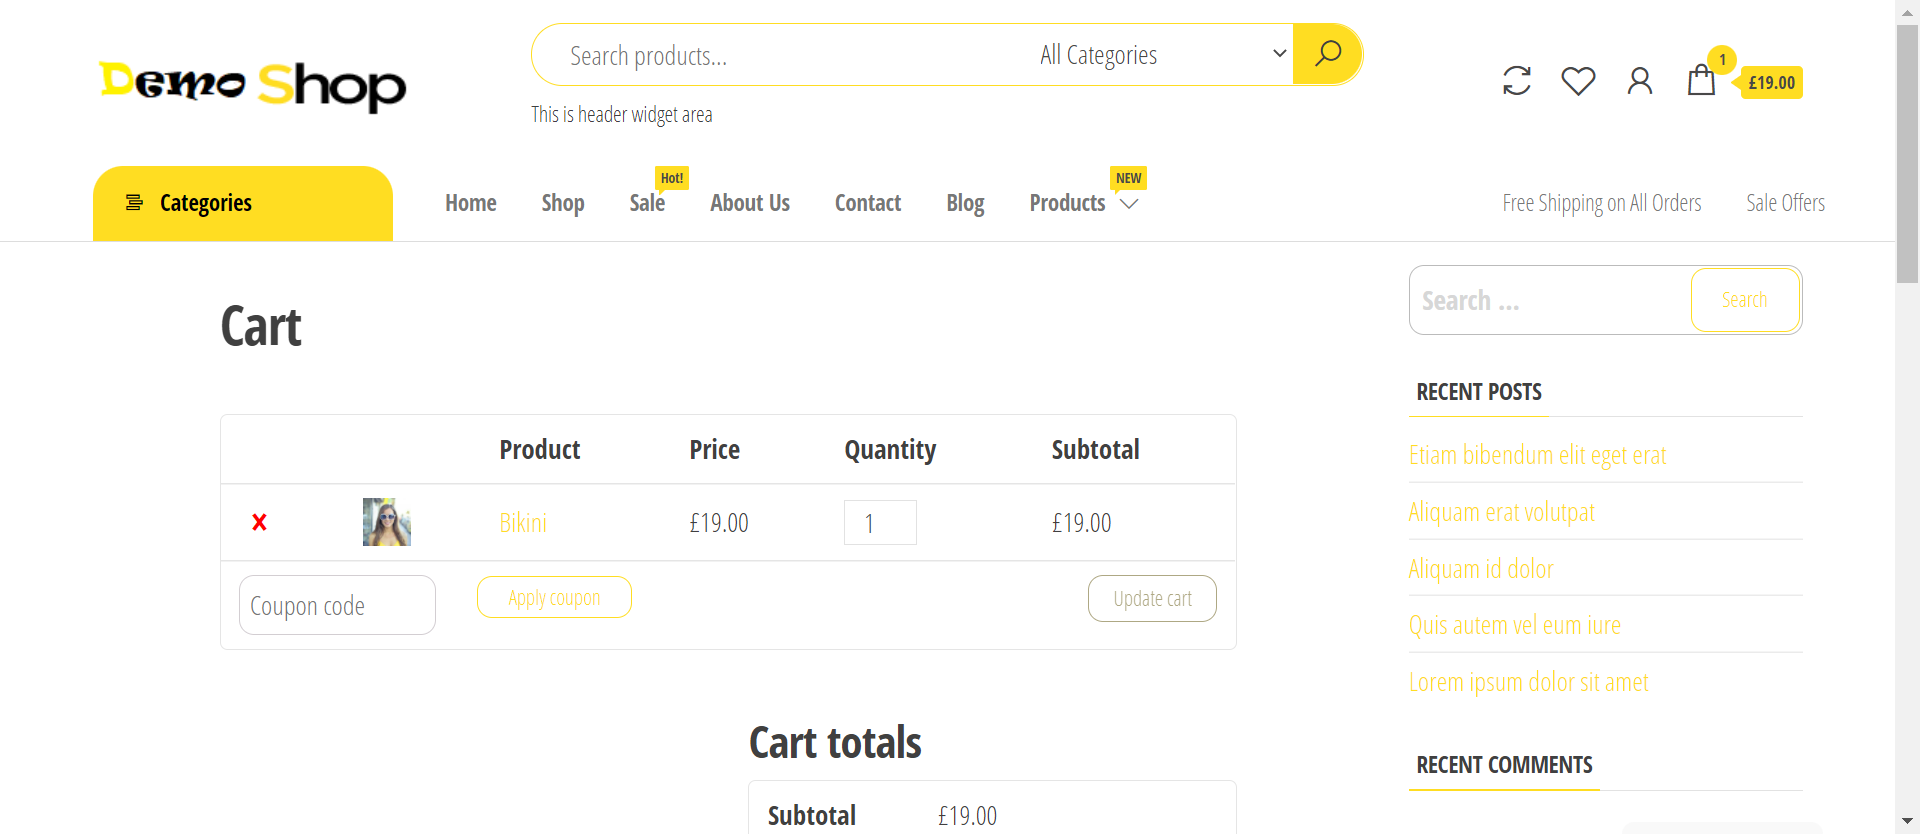 Demo Shop
Search products...
All Categories
This is header widget area
1
£19.00
Categories
Home
Shop
Sale
Hot!
About Us
Contact
Blog
Products
NEW
Free Shipping on All Orders
Sale Offers
Cart
Product Price Quantity Subtotal
Bikini £19.00 1 £19.00
Coupon code
Apply coupon
Update cart
Cart totals
Subtotal £19.00
Search ...
Search
RECENT POSTS
Etiam bibendum elit eget erat
Aliquam erat volutpat
Aliquam id dolor
Quis autem vel eum iure
Lorem ipsum dolor sit amet
RECENT COMMENTS